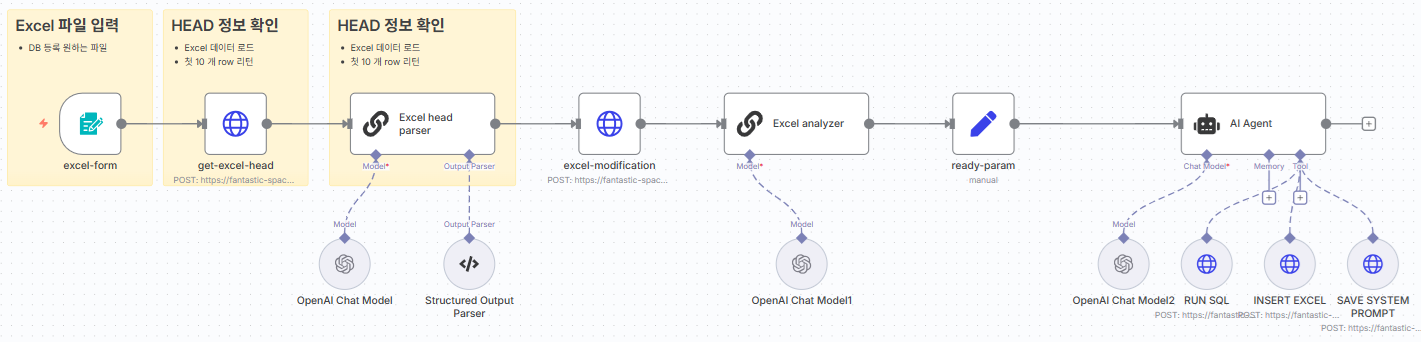 Excel 파일 입력
DB 등록 원하는 파일
HEAD 정보 확인
Excel 데이터 로드
첫 10 개 row 리턴
HEAD 정보 확인
Excel 데이터 로드
첫 10 개 row 리턴
excel-form
get-excel-head
POST: https://fantastic-spac...
Excel head
parser
Model*
Output Parser
excel-modification
POST: https://fantastic-spac...
Excel analyzer
Model*
ready-param
manual
AI Agent
Chat Model*
Memory
Tool
Model
Output Parser
Model
Model
OpenAI Chat Model
Structured Output
Parser
OpenAI Chat Model1
OpenAI Chat Model2
RUN SQL
POST: https://fantastic-
INSERT EXCEL
POST: https://fantastic-...
SAVE SYSTEM
PROMPT
POST: https://fantastic-...